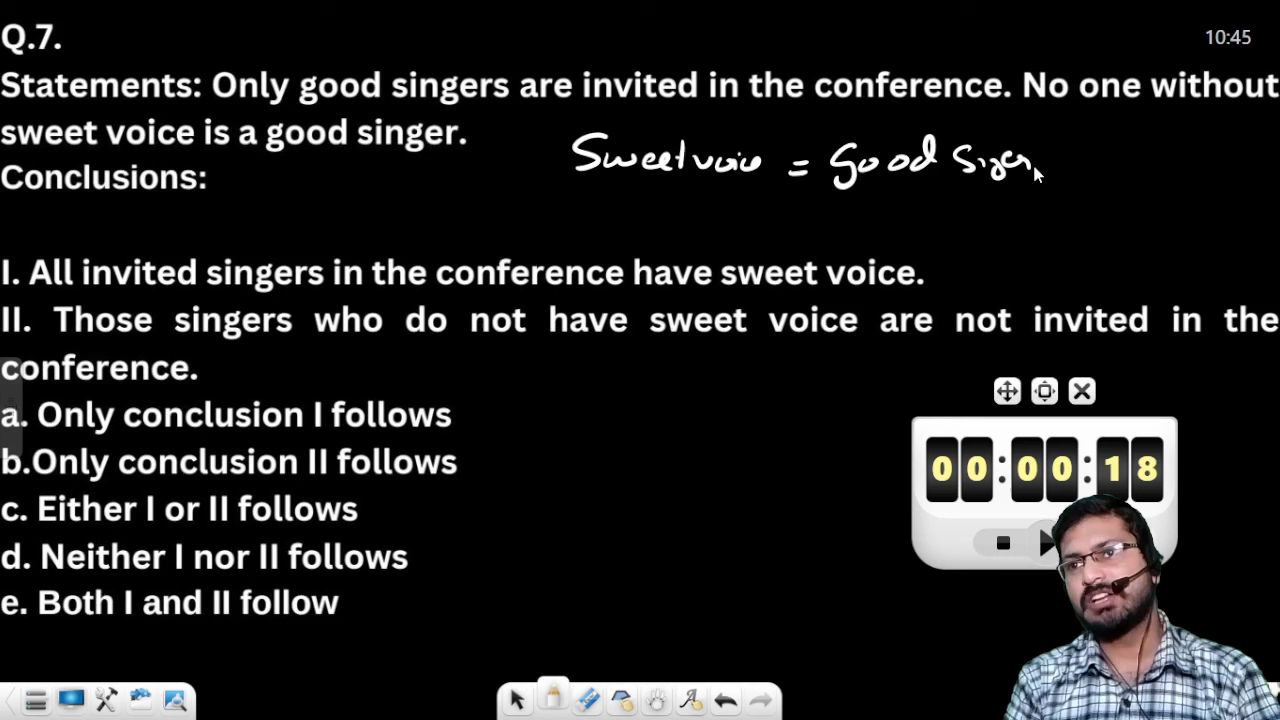 Q.7.
10:45
Statements: Only good singers are invited in the conference. No one without
sweet voice is a good singer.
Sweet voice = good
Conclusions:
I. All invited singers in the conference have sweet voice.
II. Those singers who do not have sweet voice are not invited in the
conference.
a. Only conclusion I follows
b.Only conclusion II follows
c. Either I or II follows
d. Neither I nor II follows
e. Both I and II follow
00:00:18